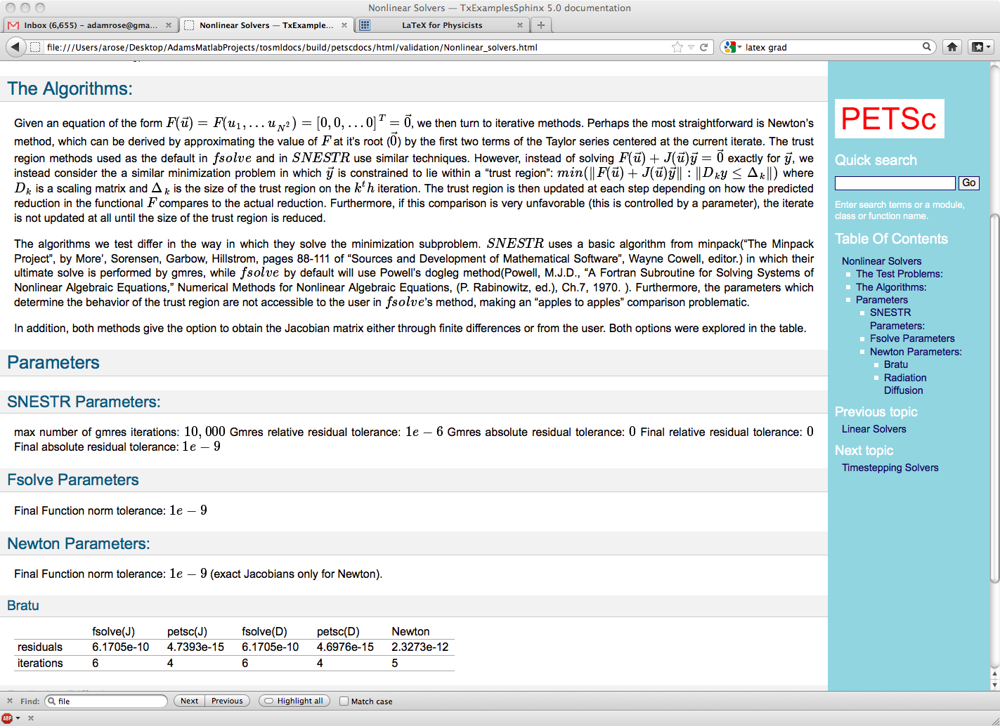 Nonlinear Solvers — TxExamplesSphinx 5.0 documentation
Inbox (6,655) – adamrose@gma... Nonlinear Solvers — TxExample... LaTeX for Physicists
file:///Users/arose/Desktop/AdamsMatlabProjects/tosmldocs/build/petscdocs/html/validation/Nonlinear_solvers.html latex grad
The Algorithms:
Given an equation of the form F(u⃗) = F(u₁, … u_{N²}) = [0, 0, … 0]ᵀ = 0⃗, we then turn to iterative methods. Perhaps the most straightforward is Newton's
method, which can be derived by approximating the value of F at it's root (0⃗) by the first two terms of the Taylor series centered at the current iterate. The trust
region methods used as the default in fsolve and in SNESTR use similar techniques. However, instead of solving F(u⃗) + J(u⃗)y⃗ = 0⃗ exactly for y⃗, we
instead consider the a similar minimization problem in which y⃗ is constrained to lie within a “trust region”: min(‖F(u⃗) + J(u⃗)y⃗‖ : ‖D_k y ≤ Δ_k‖) where
D_k is a scaling matrix and Δ_k is the size of the trust region on the kᵗh iteration. The trust region is then updated at each step depending on how the predicted
reduction in the functional F compares to the actual reduction. Furthermore, if this comparison is very unfavorable (this is controlled by a parameter), the iterate
is not updated at all until the size of the trust region is reduced.
The algorithms we test differ in the way in which they solve the minimization subproblem. SNESTR uses a basic algorithm from minpack(“The Minpack
Project”, by More’, Sorensen, Garbow, Hillstrom, pages 88-111 of “Sources and Development of Mathematical Software”, Wayne Cowell, editor.) in which their
ultimate solve is performed by gmres, while fsolve by default will use Powell’s dogleg method(Powell, M.J.D., “A Fortran Subroutine for Solving Systems of
Nonlinear Algebraic Equations,” Numerical Methods for Nonlinear Algebraic Equations, (P. Rabinowitz, ed.), Ch.7, 1970. ). Furthermore, the parameters which
determine the behavior of the trust region are not accessible to the user in fsolve’s method, making an “apples to apples” comparison problematic.
In addition, both methods give the option to obtain the Jacobian matrix either through finite differences or from the user. Both options were explored in the table.
Parameters
SNESTR Parameters:
max number of gmres iterations: 10, 000 Gmres relative residual tolerance: 1e − 6 Gmres absolute residual tolerance: 0 Final relative residual tolerance: 0
Final absolute residual tolerance: 1e − 9
Fsolve Parameters
Final Function norm tolerance: 1e − 9
Newton Parameters:
Final Function norm tolerance: 1e − 9 (exact Jacobians only for Newton).
Bratu
fsolve(J) petsc(J) fsolve(D) petsc(D) Newton
residuals 6.1705e-10 4.7393e-15 6.1705e-10 4.6976e-15 2.3273e-12
iterations 6 4 6 4 5
PETSc
Quick search
Go
Enter search terms or a module,
class or function name.
Table Of Contents
Nonlinear Solvers
The Test Problems:
The Algorithms:
Parameters
SNESTR
Parameters:
Fsolve Parameters
Newton Parameters:
Bratu
Radiation
Diffusion
Previous topic
Linear Solvers
Next topic
Timestepping Solvers
Find: file Next Previous Highlight all Match case
ABP